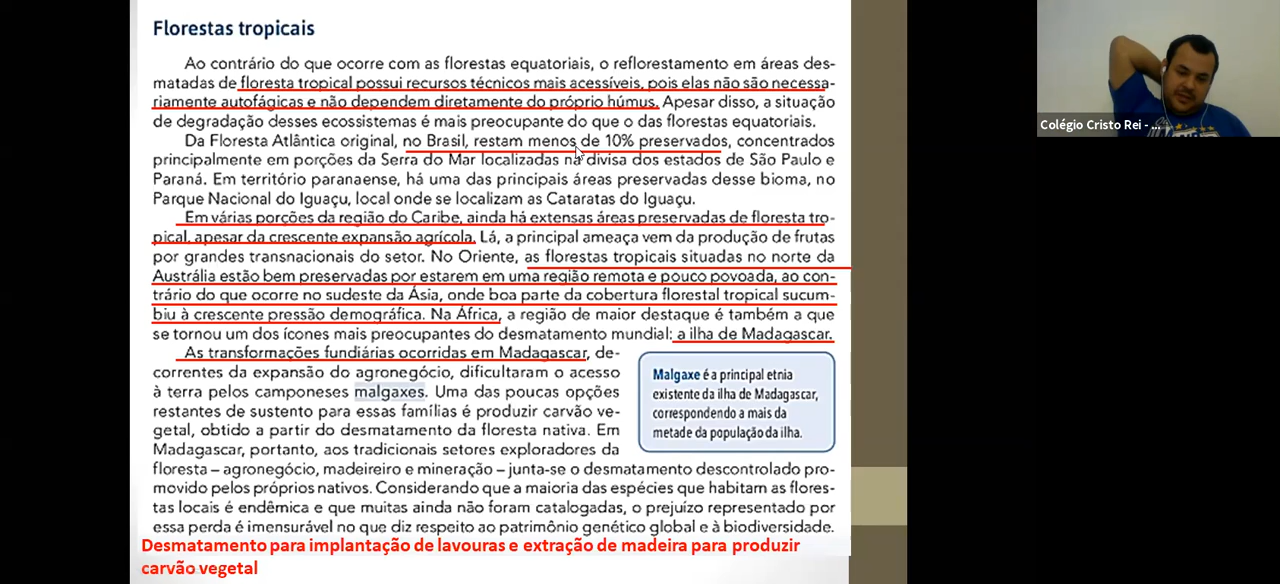 Florestas tropicais
Ao contrário do que ocorre com as florestas equatoriais, o reflorestamento em áreas des-
matadas de floresta tropical possui recursos técnicos mais acessíveis, pois elas não são necessa-
riamente autofágicas e não dependem diretamente do próprio húmus. Apesar disso, a situação
de degradação desses ecossistemas é mais preocupante do que o das florestas equatoriais.
Da Floresta Atlântica original, no Brasil, restam menos de 10% preservados, concentrados
principalmente em porções da Serra do Mar localizadas na divisa dos estados de São Paulo e
Paraná. Em território paranaense, há uma das principais áreas preservadas desse bioma, no
Parque Nacional do Iguaçu, local onde se localizam as Cataratas do Iguaçu.
Em várias porções da região do Caribe, ainda há extensas áreas preservadas de floresta tro-
pical, apesar da crescente expansão agrícola. Lá, a principal ameaça vem da produção de frutas
por grandes transnacionais do setor. No Oriente, as florestas tropicais situadas no norte da
Austrália estão bem preservadas por estarem em uma região remota e pouco povoada, ao con-
trário do que ocorre no sudeste da Ásia, onde boa parte da cobertura florestal tropical sucum-
biu à crescente pressão demográfica. Na África, a região de maior destaque é também a que
se tornou um dos ícones mais preocupantes do desmatamento mundial: a ilha de Madagascar.
As transformações fundiárias ocorridas em Madagascar, de-
correntes da expansão do agronegócio, dificultaram o acesso
à terra pelos camponeses malgaxes. Uma das poucas opções
restantes de sustento para essas famílias é produzir carvão ve-
getal, obtido a partir do desmatamento da floresta nativa. Em
Madagascar, portanto, aos tradicionais setores exploradores da
floresta – agronegócio, madeireiro e mineração – junta-se o desmatamento descontrolado pro-
movido pelos próprios nativos. Considerando que a maioria das espécies que habitam as flores-
tas locais é endêmica e que muitas ainda não foram catalogadas, o prejuízo representado por
essa perda é imensurável no que diz respeito ao patrimônio genético global e à biodiversidade.
Malgaxe é a principal etnia
existente da ilha de Madagascar,
correspondendo a mais da
metade da população da ilha.
Desmatamento para implantação de lavouras e extração de madeira para produzir
carvão vegetal
Colégio Cristo Rei - ...